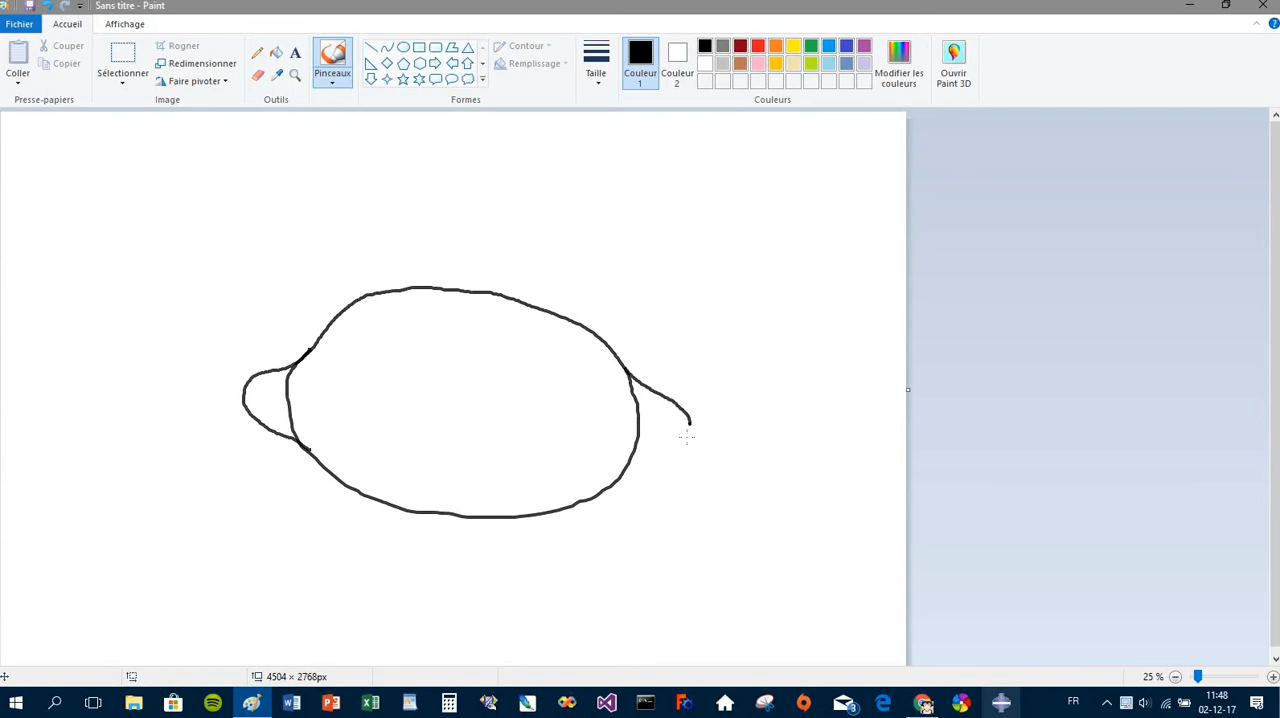 Sans titre - Paint
Fichier Accueil Affichage
Coller
Couper
Copier
Presse-papiers
Sélectionner
Rogner
Redimensionner
Faire pivoter
Image
A
Outils
Pinceaux
Contour
Remplissage
Formes
Taille
Couleur 1
Couleur 2
Couleurs
Modifier les couleurs
Ouvrir Paint 3D
4504 × 2768px
25 %
FR
11:48
02-12-17